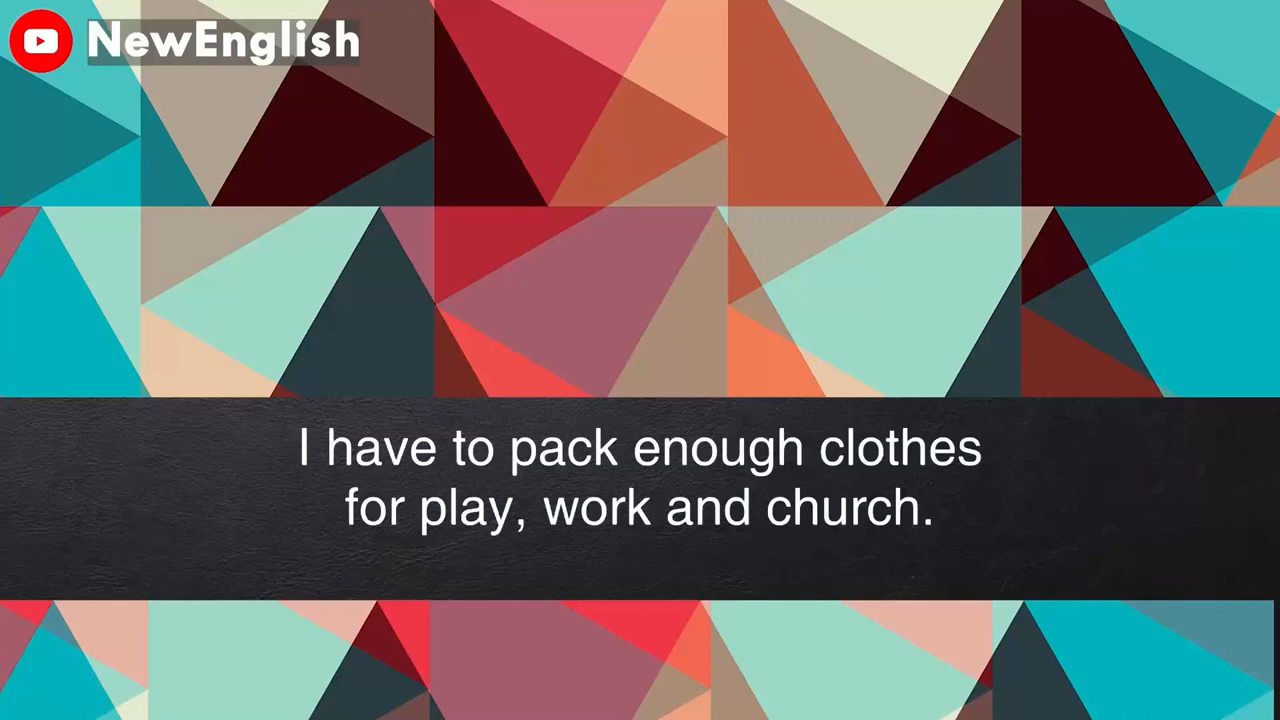 NewEnglish
I have to pack enough clothes
for play, work and church.